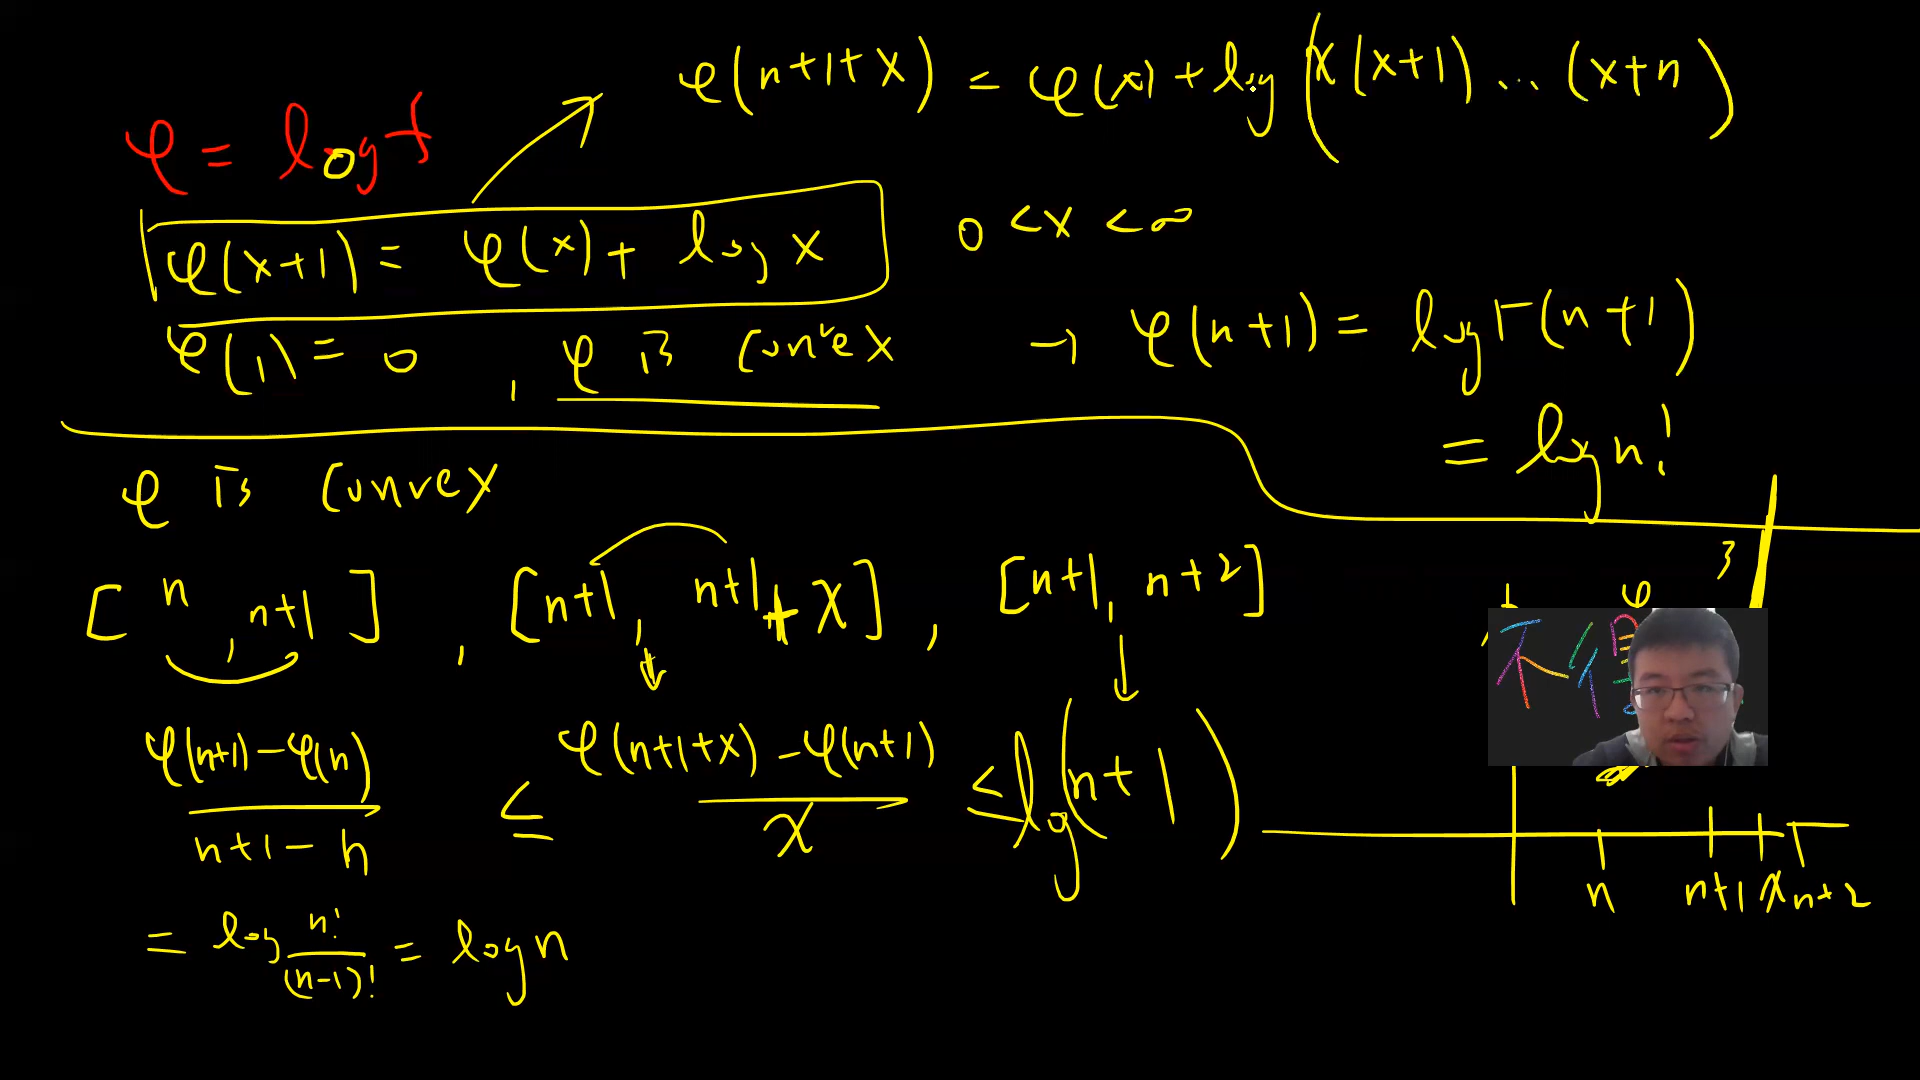 φ(n+1+x) = φ(x) + log(x(x+1)...(x+n)
φ = log f
φ(x+1) = φ(x) + log x
0 < x < ∞
φ(1) = 0 , φ is convex
→ φ(n+1) = log Γ(n+1)
= log n!
φ is convex
[n, n+1] , [n+1, n+1+x] , [n+1, n+2]
3
φ
(φ(n+1) - φ(n))/(n+1-n) ≤ (φ(n+1+x) - φ(n+1))/x ≤ log(n+1)
n n+1 x n+2
= log n!/(n-1)! = log n